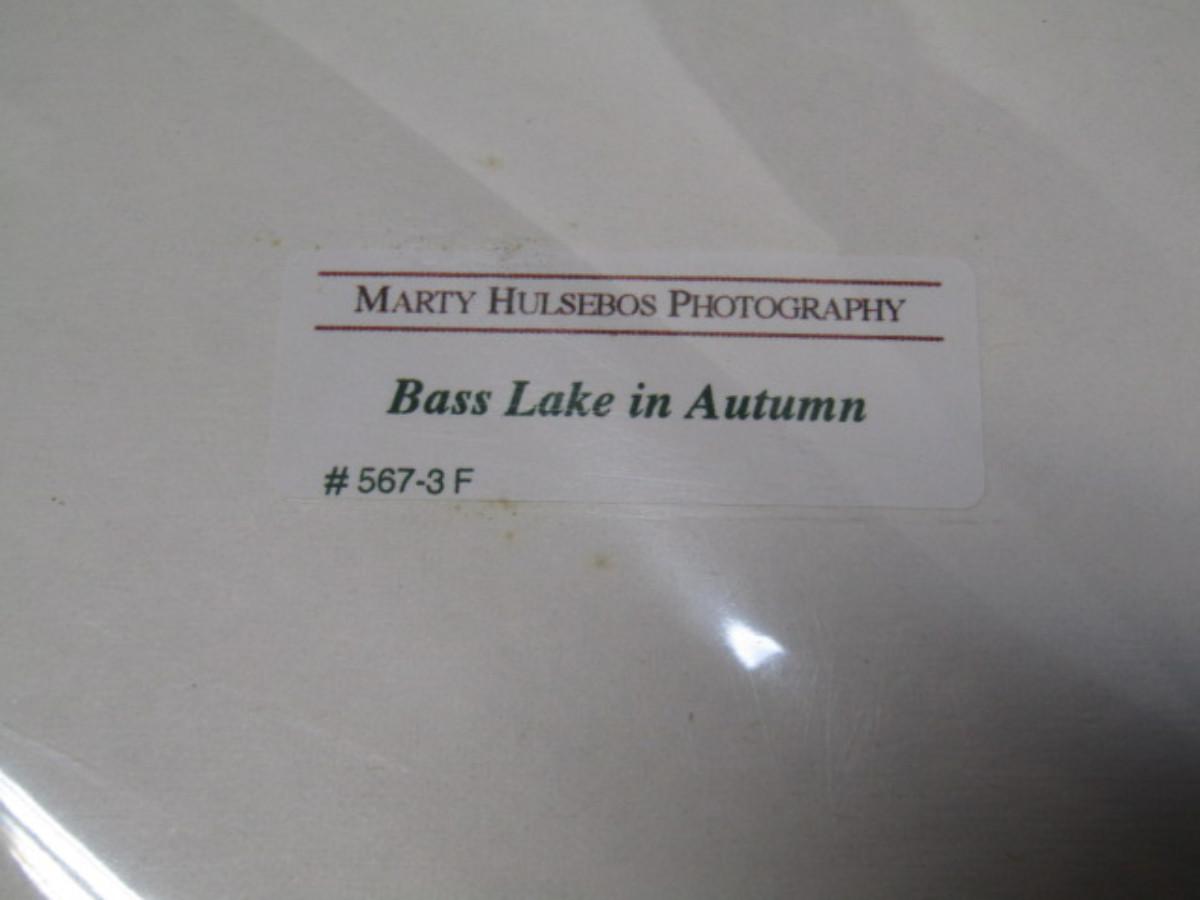 MARTY HULSEBOS PHOTOGRAPHY
Bass Lake in Autumn
# 567-3 F